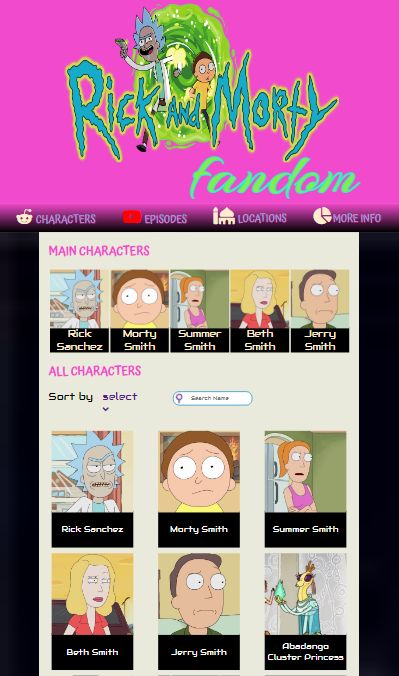 Rick and Morty
fandom
CHARACTERS EPISODES LOCATIONS MORE INFO
MAIN CHARACTERS
Rick Sanchez
Morty Smith
Summer Smith
Beth Smith
Jerry Smith
ALL CHARACTERS
Sort by select
Search Name
Rick Sanchez
Morty Smith
Summer Smith
Beth Smith
Jerry Smith
Abadango
Cluster Princess